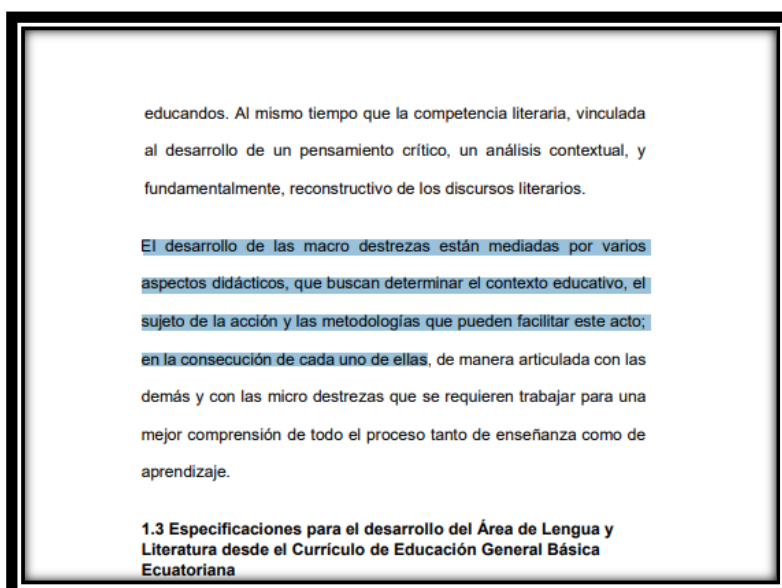 educandos. Al mismo tiempo que la competencia literaria, vinculada
al desarrollo de un pensamiento crítico, un análisis contextual, y
fundamentalmente, reconstructivo de los discursos literarios.
El desarrollo de las macro destrezas están mediadas por varios
aspectos didácticos, que buscan determinar el contexto educativo, el
sujeto de la acción y las metodologías que pueden facilitar este acto;
en la consecución de cada uno de ellas, de manera articulada con las
demás y con las micro destrezas que se requieren trabajar para una
mejor comprensión de todo el proceso tanto de enseñanza como de
aprendizaje.
1.3 Especificaciones para el desarrollo del Área de Lengua y
Literatura desde el Currículo de Educación General Básica
Ecuatoriana